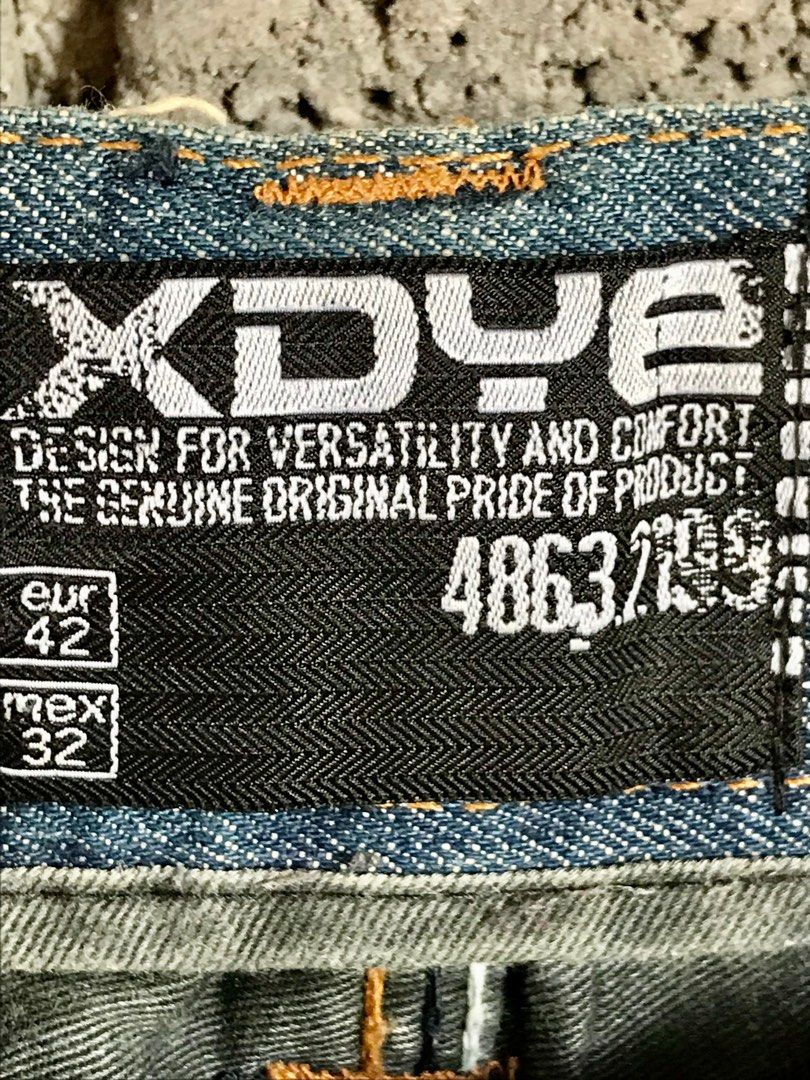 XDYE
DESIGN FOR VERSATILITY AND COMFORT
THE GENUINE ORIGINAL PRIDE OF PRODUCT.
eur
42
mex
32